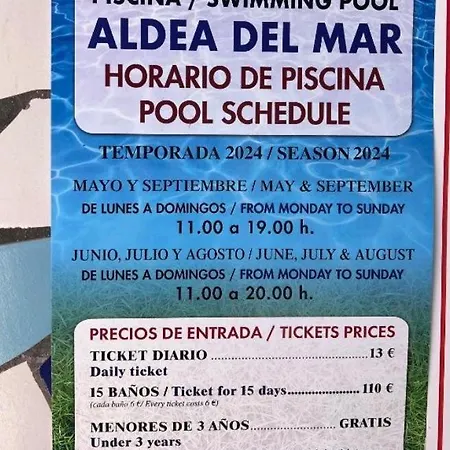 PISCINA / SWIMMING POOL
ALDEA DEL MAR
HORARIO DE PISCINA
POOL SCHEDULE
TEMPORADA 2024 / SEASON 2024
MAYO Y SEPTIEMBRE / MAY & SEPTEMBER
DE LUNES A DOMINGOS / FROM MONDAY TO SUNDAY
11.00 a 19.00 h.
JUNIO, JULIO Y AGOSTO / JUNE, JULY & AUGUST
DE LUNES A DOMINGOS / FROM MONDAY TO SUNDAY
11.00 a 20.00 h.
PRECIOS DE ENTRADA / TICKETS PRICES
TICKET DIARIO ........................................ 13 €
Daily ticket
15 BAÑOS / Ticket for 15 days................... 110 €
(cada baño 6 €/ Every ticket costs 6 €)
MENORES DE 3 AÑOS...................... GRATIS
Under 3 years